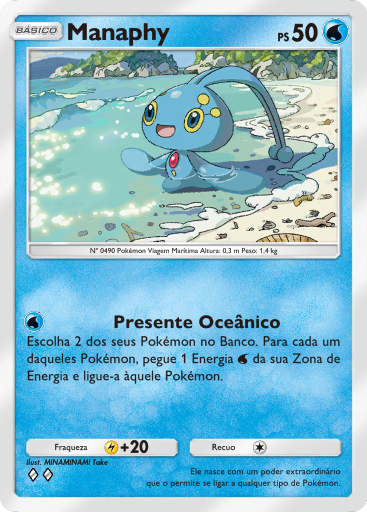 BÁSICO Manaphy PS 50
Nº 0490 Pokémon Viagem Marítima Altura: 0,3 m Peso: 1,4 kg
Presente Oceânico
Escolha 2 dos seus Pokémon no Banco. Para cada um
daqueles Pokémon, pegue 1 Energia da sua Zona de
Energia e ligue-a àquele Pokémon.
Fraqueza +20 Recuo
Ilust. MINAMINAMI Take
Ele nasce com um poder extraordinário
que o permite se ligar a qualquer tipo de Pokémon.